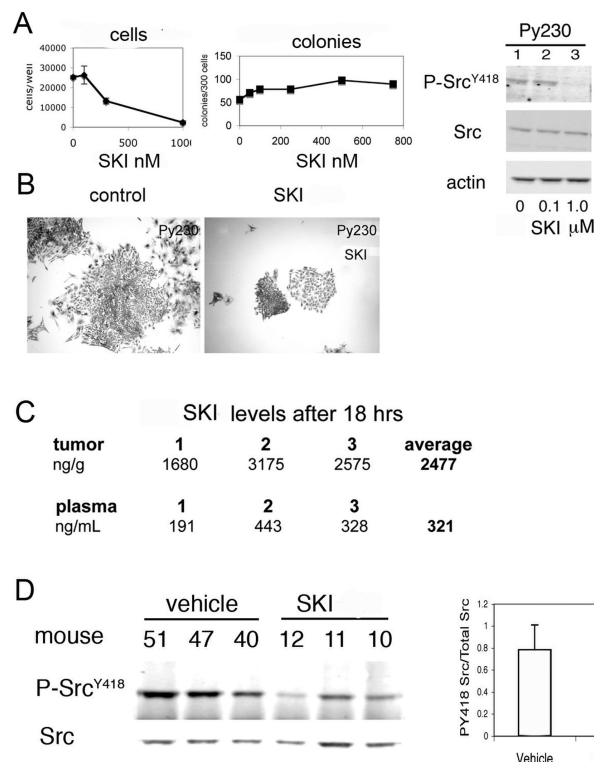 A
cells
40000
30000
20000
10000
0
cells/well
0 500 100
SKI nM
colonies
150
100
50
0
colonies/300 cells
0 200 400 600 800
SKI nM
Py230
1 2 3
P-SrcY418
Src
actin
0 0.1 1.0
SKI μM
B
control SKI
Py230
Py230
SKI
C
SKI levels after 18 hrs
tumor 1 2 3 average
ng/g 1680 3175 2575 2477
plasma 1 2 3
ng/mL 191 443 328 321
D
vehicle SKI
mouse 51 47 40 12 11 10
P-SrcY418
Src
PY418 Src/Total Src
1.2
1
0.8
0.6
0.4
0.2
0
Vehicle